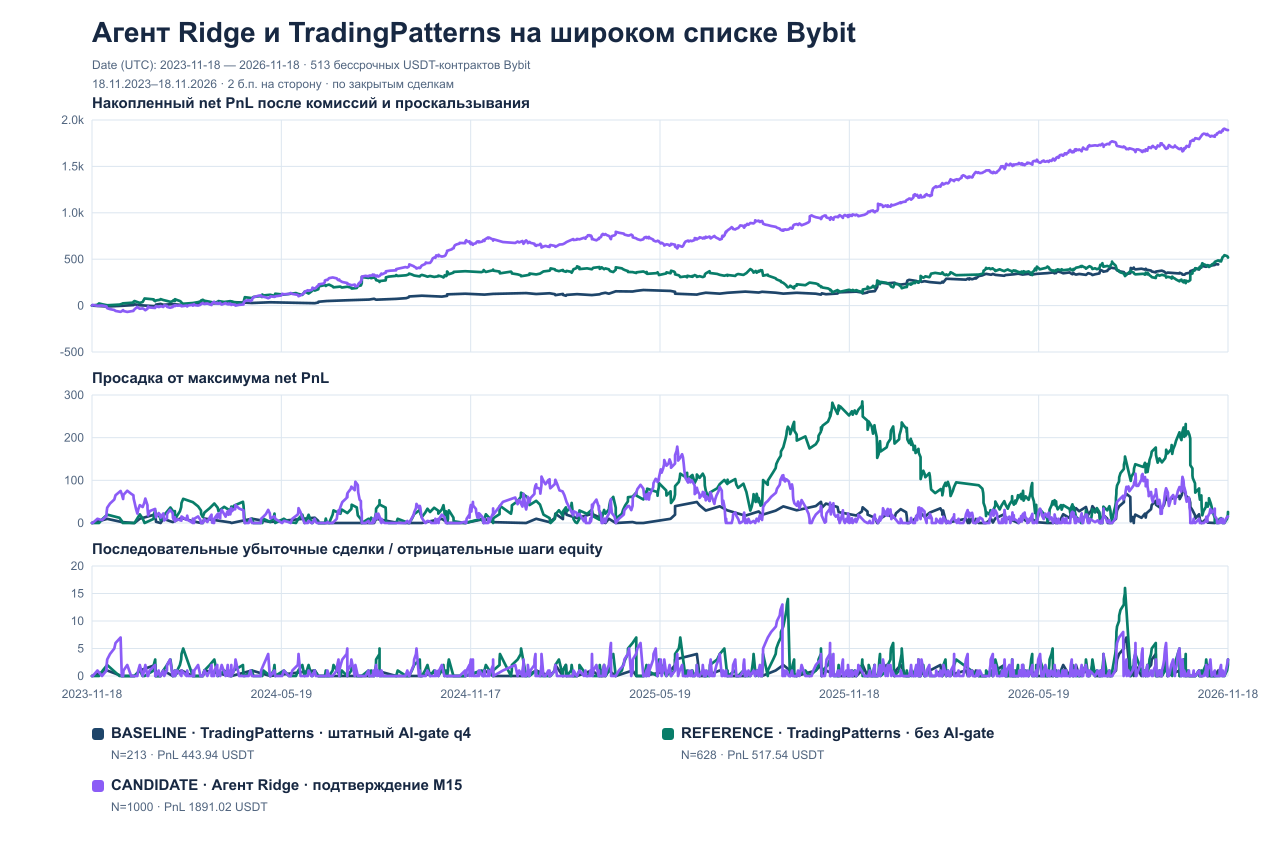 Агент Ridge и TradingPatterns на широком списке Bybit
Date (UTC): 2023-11-18 — 2026-11-18 · 513 бессрочных USDT-контрактов Bybit
18.11.2023–18.11.2026 · 2 б.п. на сторону · по закрытым сделкам
Накопленный net PnL после комиссий и проскальзывания
2.0k
1.5k
1.0k
500
0
-500
Просадка от максимума net PnL
300
200
100
0
Последовательные убыточные сделки / отрицательные шаги equity
20
15
10
5
0
2023-11-18 2024-05-19 2024-11-17 2025-05-19 2025-11-18 2026-05-19 2026-11-18
BASELINE · TradingPatterns · штатный AI-gate q4
N=213 · PnL 443.94 USDT
REFERENCE · TradingPatterns · без AI-gate
N=628 · PnL 517.54 USDT
CANDIDATE · Агент Ridge · подтверждение M15
N=1000 · PnL 1891.02 USDT